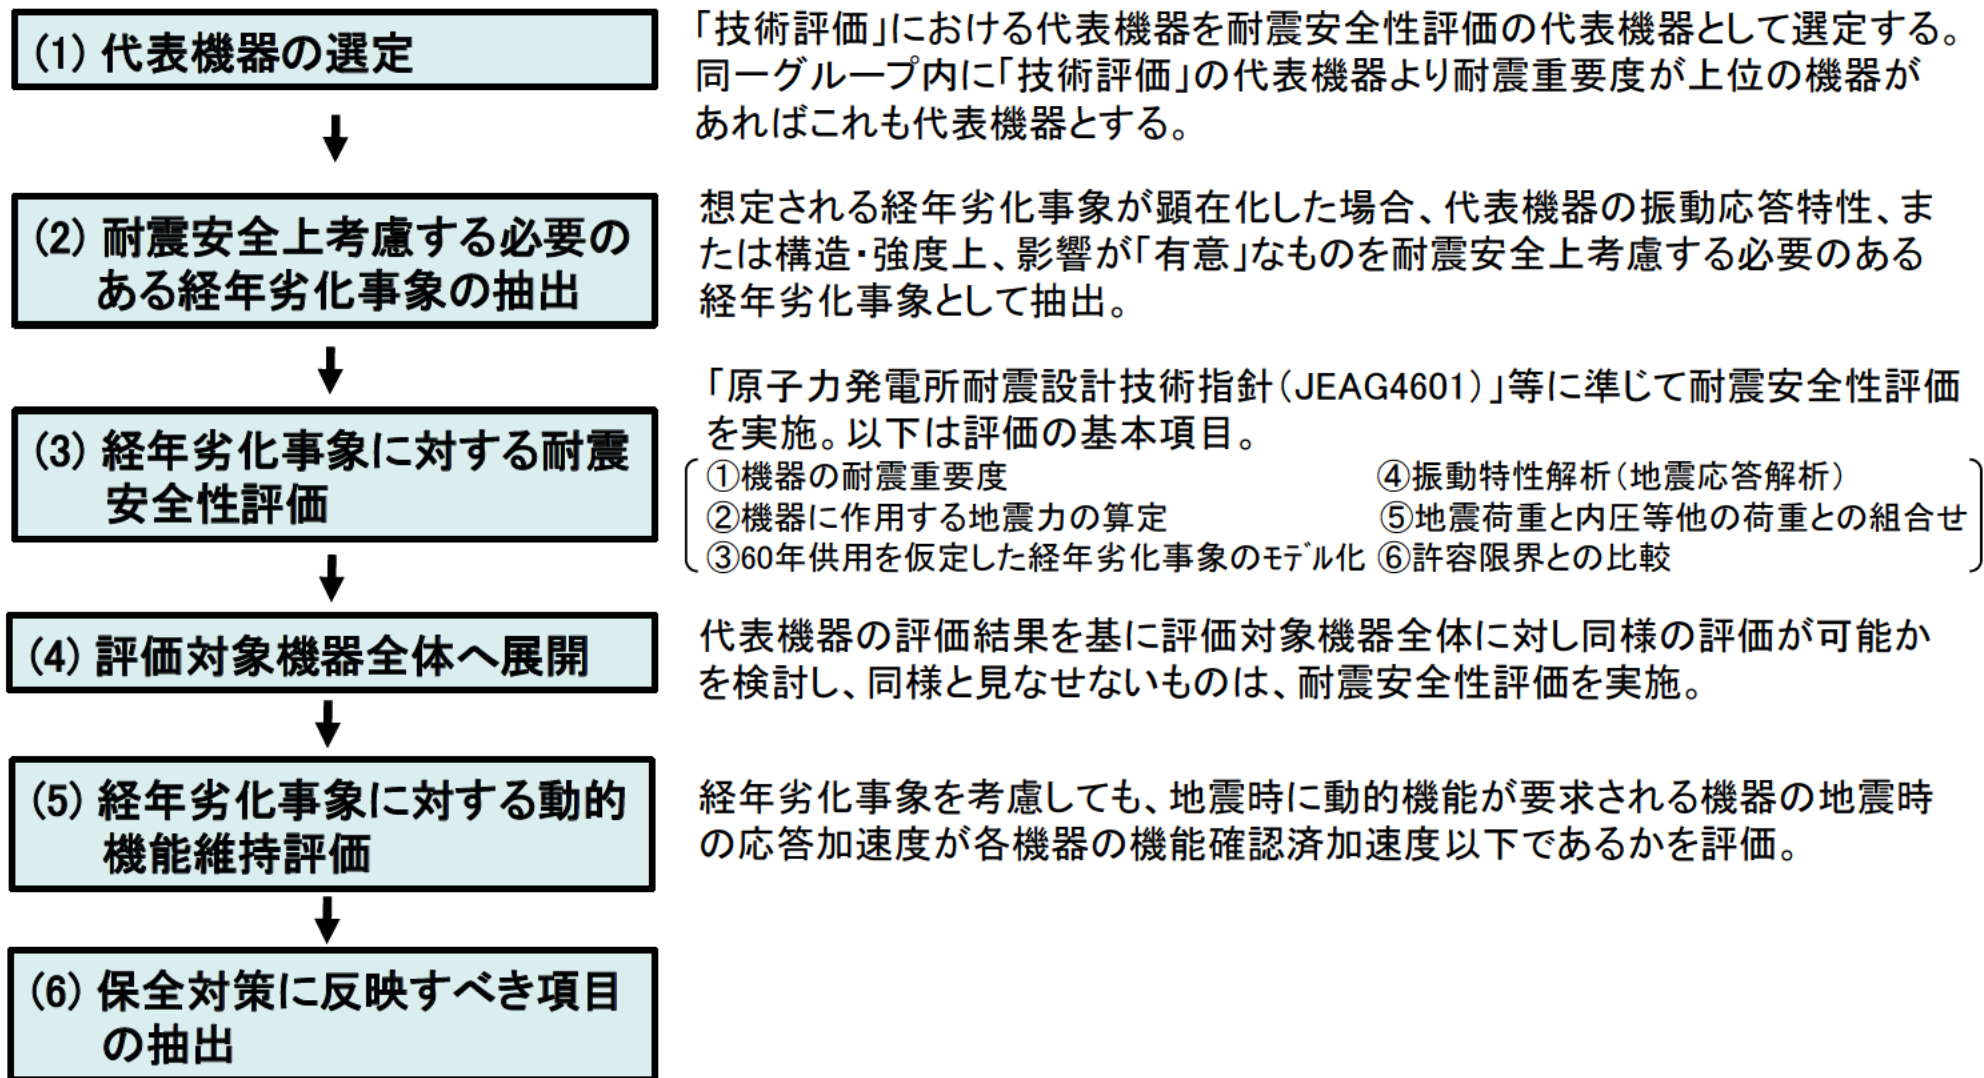 (1) 代表機器の選定
「技術評価」における代表機器を耐震安全性評価の代表機器として選定する。
同一グループ内に「技術評価」の代表機器より耐震重要度が上位の機器が
あればこれも代表機器とする。
(2) 耐震安全上考慮する必要の
ある経年劣化事象の抽出
想定される経年劣化事象が顕在化した場合、代表機器の振動応答特性、ま
たは構造・強度上、影響が「有意」なものを耐震安全上考慮する必要のある
経年劣化事象として抽出。
(3) 経年劣化事象に対する耐震
安全性評価
「原子力発電所耐震設計技術指針(JEAG4601)」等に準じて耐震安全性評価
を実施。以下は評価の基本項目。
①機器の耐震重要度
②機器に作用する地震力の算定
③60年供用を仮定した経年劣化事象のﾓﾃﾞﾙ化
④振動特性解析(地震応答解析)
⑤地震荷重と内圧等他の荷重との組合せ
⑥許容限界との比較
(4) 評価対象機器全体へ展開
代表機器の評価結果を基に評価対象機器全体に対し同様の評価が可能か
を検討し、同様と見なせないものは、耐震安全性評価を実施。
(5) 経年劣化事象に対する動的
機能維持評価
経年劣化事象を考慮しても、地震時に動的機能が要求される機器の地震時
の応答加速度が各機器の機能確認済加速度以下であるかを評価。
(6) 保全対策に反映すべき項目
の抽出